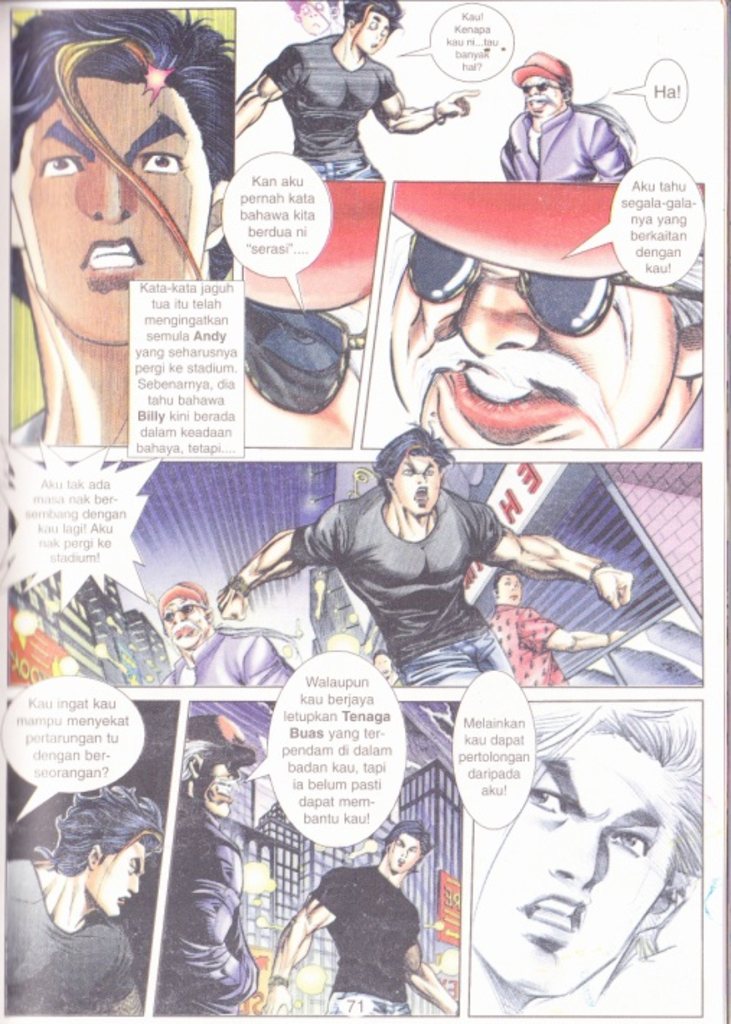 Kau!
Kenapa
kau ni...tau
banyak
hal?
Ha!
Kan aku
pernah kata
bahawa kita
berdua ni
"serasi"....
Aku tahu
segala-gala-
nya yang
berkaitan
dengan
kau!
Kata-kata jaguh
tua itu telah
mengingatkan
semula Andy
yang seharusnya
pergi ke stadium.
Sebenarnya, dia
tahu bahawa
Billy kini berada
dalam keadaan
bahaya, tetapi....
Aku tak ada
masa nak ber-
sembang dengan
kau lagi! Aku
nak pergi ke
stadium!
HE
Kau ingat kau
mampu menyekat
pertarungan tu
dengan ber-
seorangan?
Walaupun
kau berjaya
letupkan Tenaga
Buas yang ter-
pendam di dalam
badan kau, tapi
ia belum pasti
dapat mem-
bantu kau!
Melainkan
kau dapat
pertolongan
daripada
aku!
71